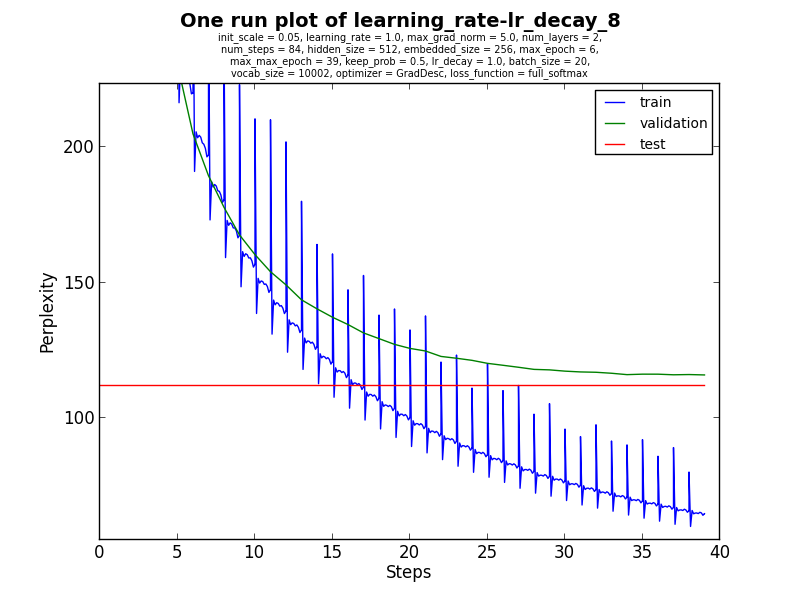 One run plot of learning_rate-lr_decay_8
init_scale = 0.05, learning_rate = 1.0, max_grad_norm = 5.0, num_layers = 2,
num_steps = 84, hidden_size = 512, embedded_size = 256, max_epoch = 6,
max_max_epoch = 39, keep_prob = 0.5, lr_decay = 1.0, batch_size = 20,
vocab_size = 10002, optimizer = GradDesc, loss_function = full_softmax
train
validation
test
200
150
100
Perplexity
0 5 10 15 20 25 30 35 40
Steps